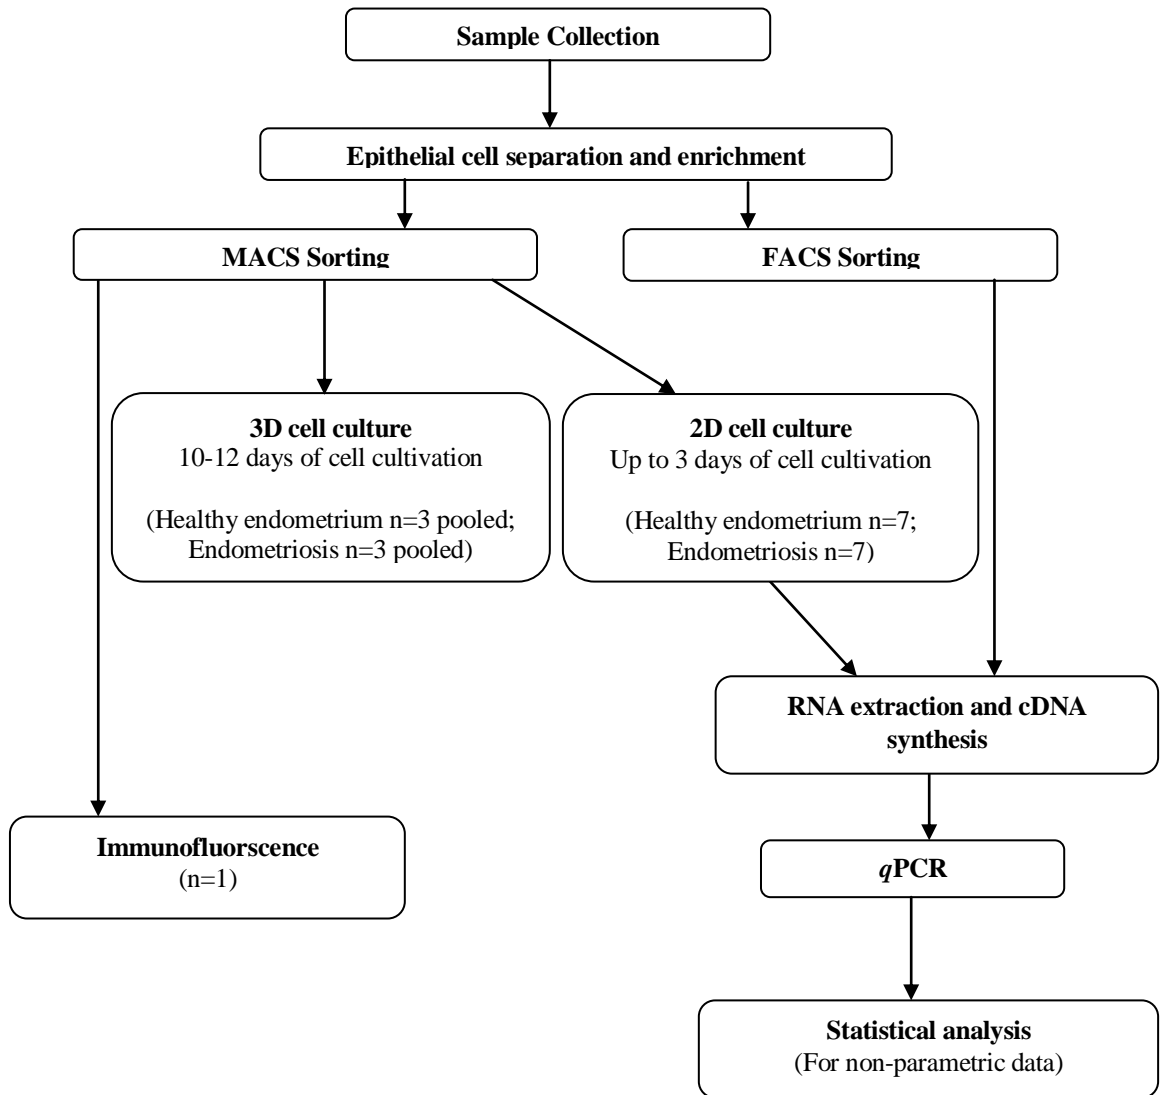 Sample Collection
Epithelial cell separation and enrichment
MACS Sorting
FACS Sorting
3D cell culture
10-12 days of cell cultivation
(Healthy endometrium n=3 pooled;
Endometriosis n=3 pooled)
2D cell culture
Up to 3 days of cell cultivation
(Healthy endometrium n=7;
Endometriosis n=7)
RNA extraction and cDNA
synthesis
Immunofluorscence
(n=1)
qPCR
Statistical analysis
(For non-parametric data)